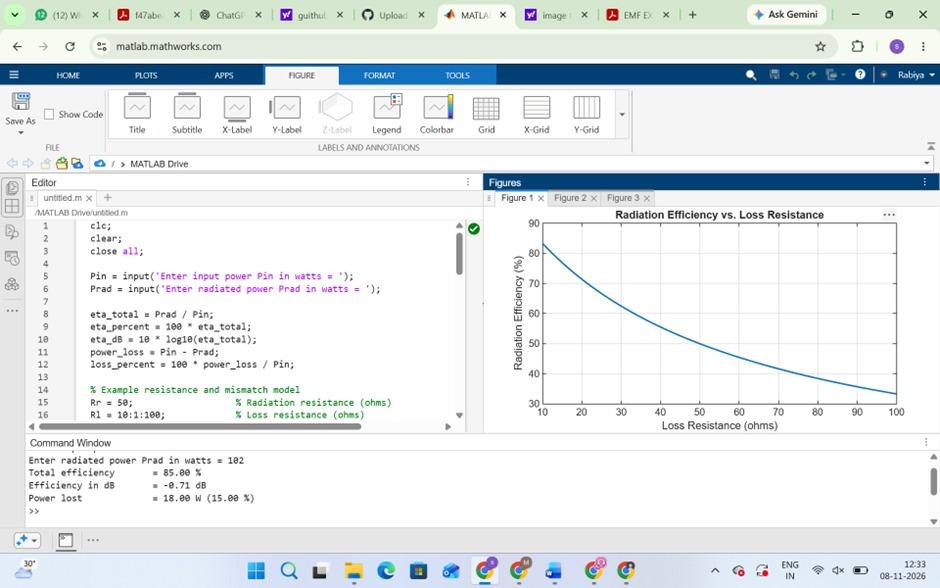 12) W
f47abe
ChatGP
guithub
Upload
MATLA
image
EMF EX
Ask Gemini
matlab.mathworks.com
S
HOME PLOTS APPS FIGURE FORMAT TOOLS
Rabiya
Save As
Show Code
Title Subtitle X-Label Y-Label Z-Label Legend Colorbar Grid X-Grid Y-Grid
FILE
LABELS AND ANNOTATIONS
/ > MATLAB Drive
Editor
untitled.m
/MATLAB Drive/untitled.m
1 clc;
2 clear;
3 close all;
4
5 Pin = input('Enter input power Pin in watts = ');
6 Prad = input('Enter radiated power Prad in watts = ');
7
8 eta_total = Prad / Pin;
9 eta_percent = 100 * eta_total;
10 eta_dB = 10 * log10(eta_total);
11 power_loss = Pin - Prad;
12 loss_percent = 100 * power_loss / Pin;
13
14 % Example resistance and mismatch model
15 Rr = 50; % Radiation resistance (ohms)
16 Rl = 10:1:100; % Loss resistance (ohms)
Figures
Figure 1 Figure 2 Figure 3
Radiation Efficiency vs. Loss Resistance
Radiation Efficiency (%)
90
80
70
60
50
40
30
10 20 30 40 50 60 70 80 90 100
Loss Resistance (ohms)
Command Window
Enter radiated power Prad in watts = 102
Total efficiency = 85.00 %
Efficiency in dB = -0.71 dB
Power lost = 18.00 W (15.00 %)
>>
30°
ENG
IN
12:33
08-11-2026